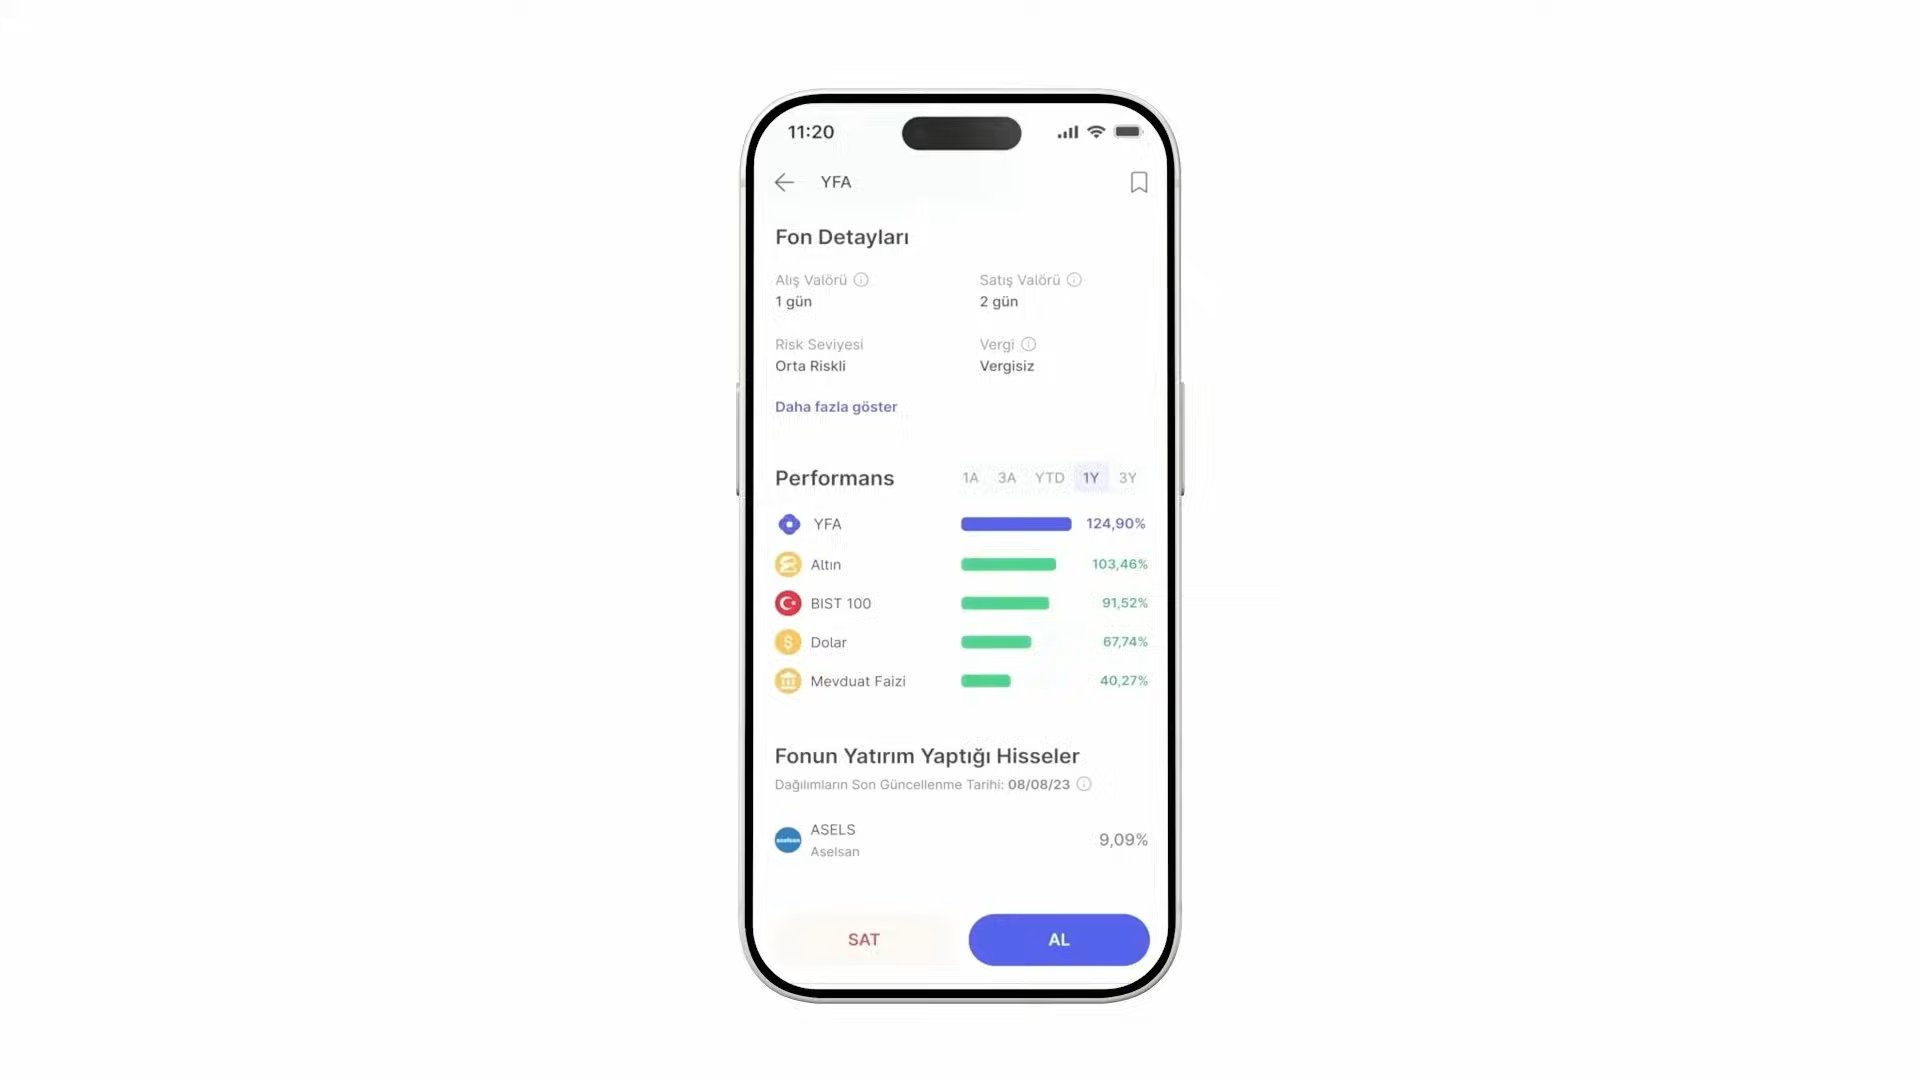 11:20
YFA
Fon Detayları
Alış Valörü
Satış Valörü
1 gün
2 gün
Risk Seviyesi
Vergi
Orta Riskli
Vergisiz
Daha fazla göster
Performans
1A 3A YTD 1Y 3Y
YFA 124,90%
Altın 103,46%
BIST 100 91,52%
Dolar 67,74%
Mevduat Faizi 40,27%
Fonun Yatırım Yaptığı Hisseler
Dağılımların Son Güncellenme Tarihi: 08/08/23
ASELS
aselsan
9,09%
Aselsan
SAT
AL